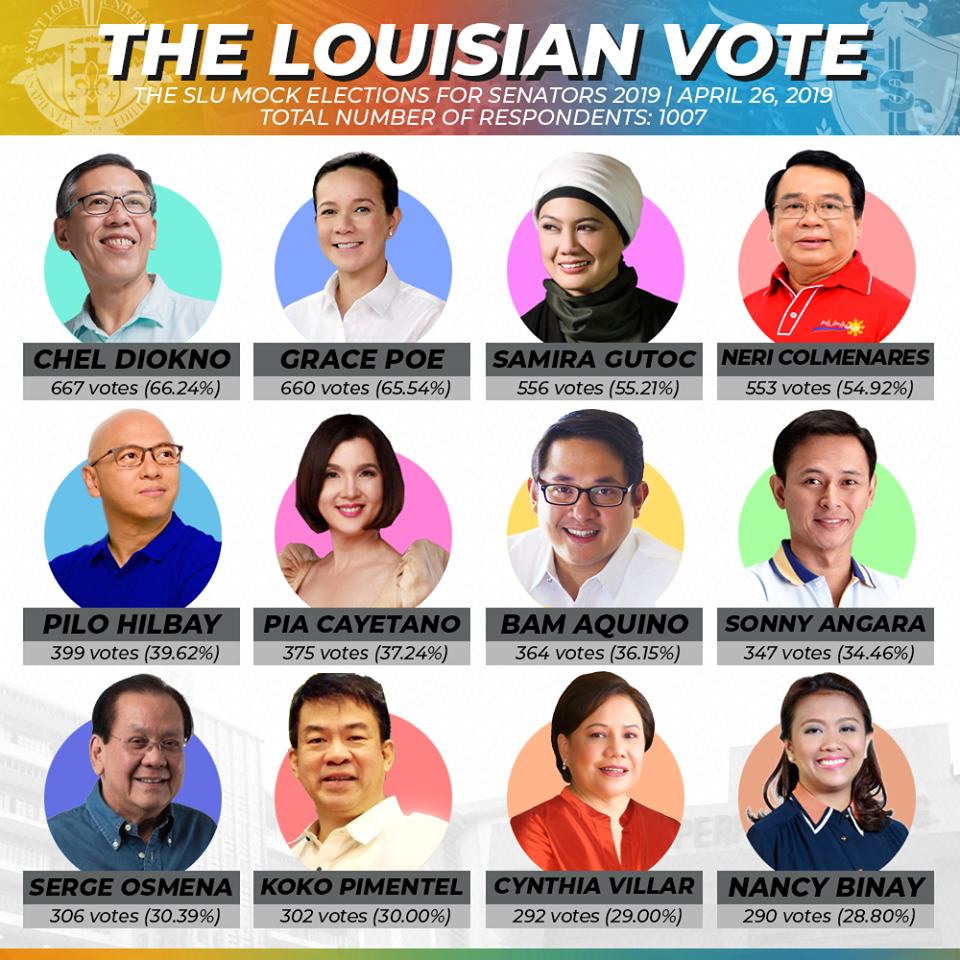 THE LOUISIAN VOTE
THE SLU MOCK ELECTIONS FOR SENATORS 2019 | APRIL 26, 2019
TOTAL NUMBER OF RESPONDENTS: 1007
CHEL DIOKNO
667 votes (66.24%)
GRACE POE
660 votes (65.54%)
SAMIRA GUTOC
556 votes (55.21%)
NERI COLMENARES
553 votes (54.92%)
PILO HILBAY
399 votes (39.62%)
PIA CAYETANO
375 votes (37.24%)
BAM AQUINO
364 votes (36.15%)
SONNY ANGARA
347 votes (34.46%)
SERGE OSMENA
306 votes (30.39%)
KOKO PIMENTEL
302 votes (30.00%)
CYNTHIA VILLAR
292 votes (29.00%)
NANCY BINAY
290 votes (28.80%)